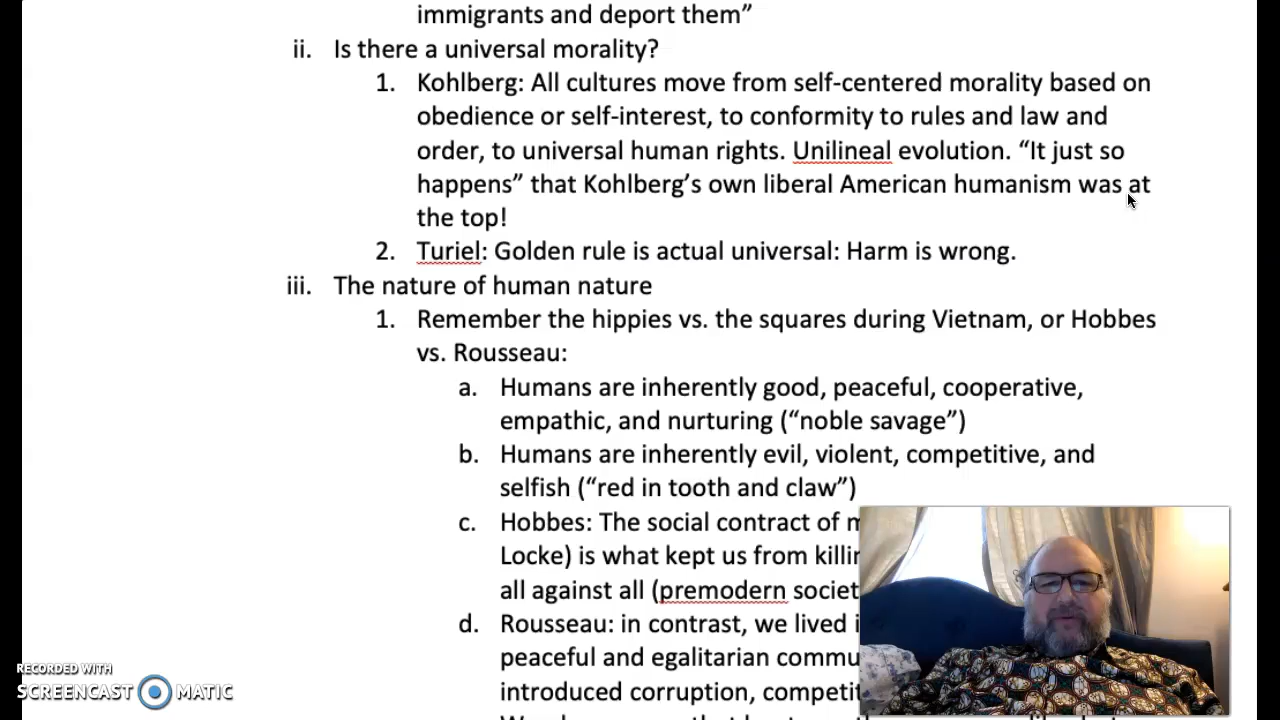 immigrants and deport them”
ii. Is there a universal morality?
1. Kohlberg: All cultures move from self-centered morality based on
obedience or self-interest, to conformity to rules and law and
order, to universal human rights. Unilineal evolution. “It just so
happens” that Kohlberg’s own liberal American humanism was at
the top!
2. Turiel: Golden rule is actual universal: Harm is wrong.
iii. The nature of human nature
1. Remember the hippies vs. the squares during Vietnam, or Hobbes
vs. Rousseau:
a. Humans are inherently good, peaceful, cooperative,
empathic, and nurturing (“noble savage”)
b. Humans are inherently evil, violent, competitive, and
selfish (“red in tooth and claw”)
c. Hobbes: The social contract of
Locke) is what kept us from
all against all (premodern
d. Rousseau: in contrast, we lived
peaceful and egalitarian
introduced corruption,
RECORDED WITH
SCREENCAST MATIC